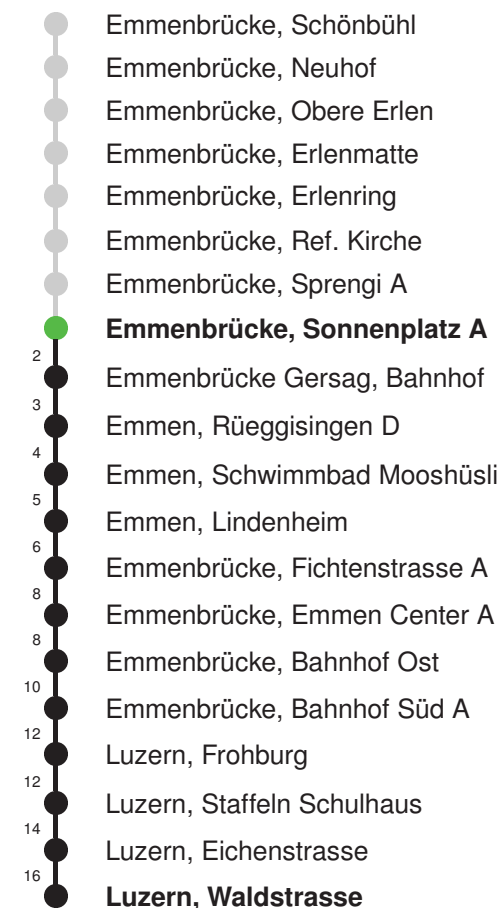 Emmenbrücke, Schönbühl
Emmenbrücke, Neuhof
Emmenbrücke, Obere Erlen
Emmenbrücke, Erlenmatte
Emmenbrücke, Erlenring
Emmenbrücke, Ref. Kirche
Emmenbrücke, Sprengi A
Emmenbrücke, Sonnenplatz A
2
Emmenbrücke Gersag, Bahnhof
3
Emmen, Rüeggisingen D
4
Emmen, Schwimmbad Mooshüsli
5
Emmen, Lindenheim
6
Emmenbrücke, Fichtenstrasse A
8
Emmenbrücke, Emmen Center A
8
Emmenbrücke, Bahnhof Ost
10
Emmenbrücke, Bahnhof Süd A
12
Luzern, Frohburg
12
Luzern, Staffeln Schulhaus
14
Luzern, Eichenstrasse
16
Luzern, Waldstrasse